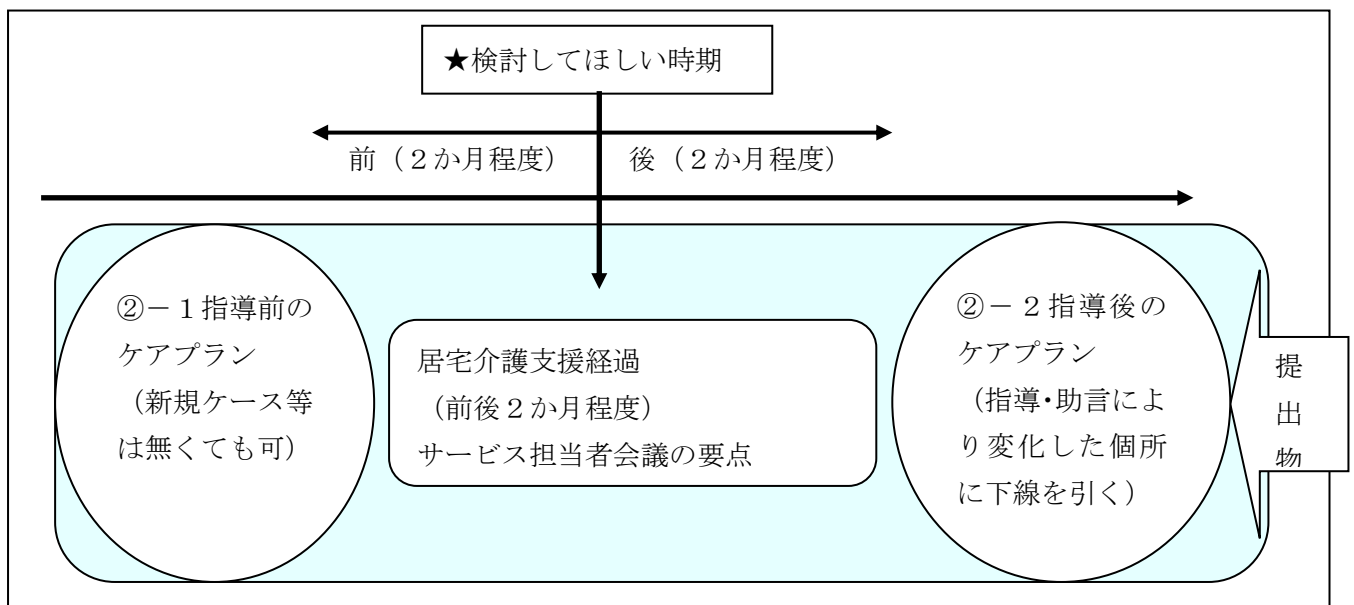 ★検討してほしい時期
前（２か月程度）
後（２か月程度）
②－１指導前の
ケアプラン
（新規ケース等
は無くても可）
居宅介護支援経過
（前後２か月程度）
サービス担当者会議の要点
②－２指導後の
ケアプラン
（指導･助言によ
り変化した個所
に下線を引く）
提
出
物